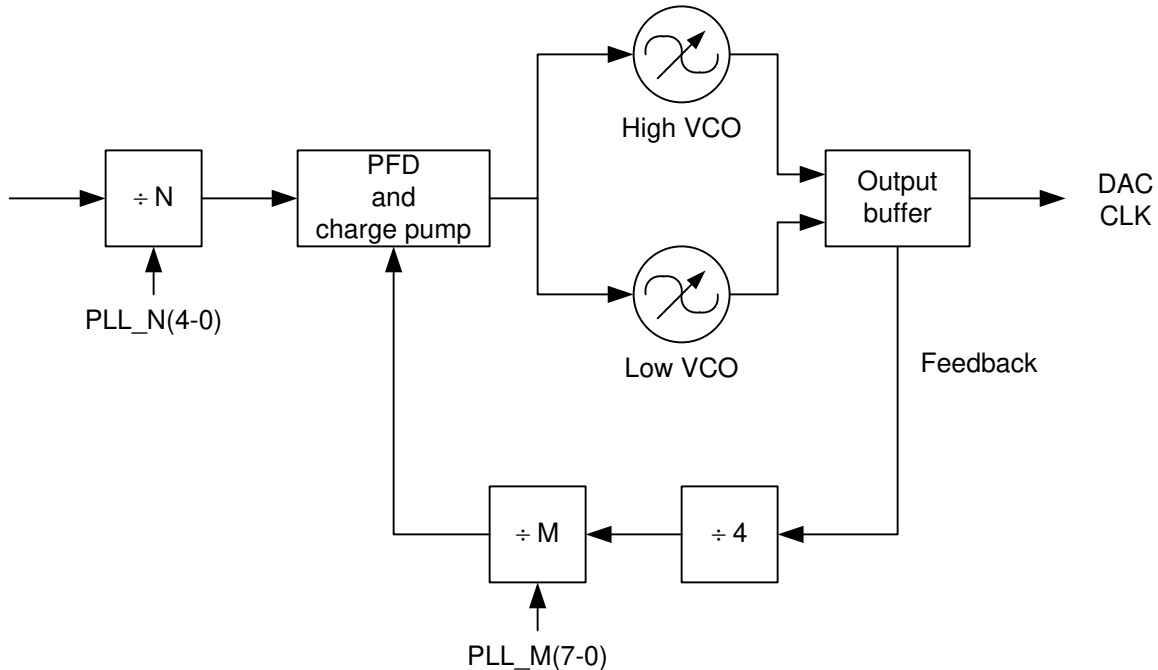 High VCO
÷ N
PFD
and
charge pump
Output
buffer
DAC
CLK
PLL_N(4-0)
Low VCO
Feedback
÷ M
÷ 4
PLL_M(7-0)